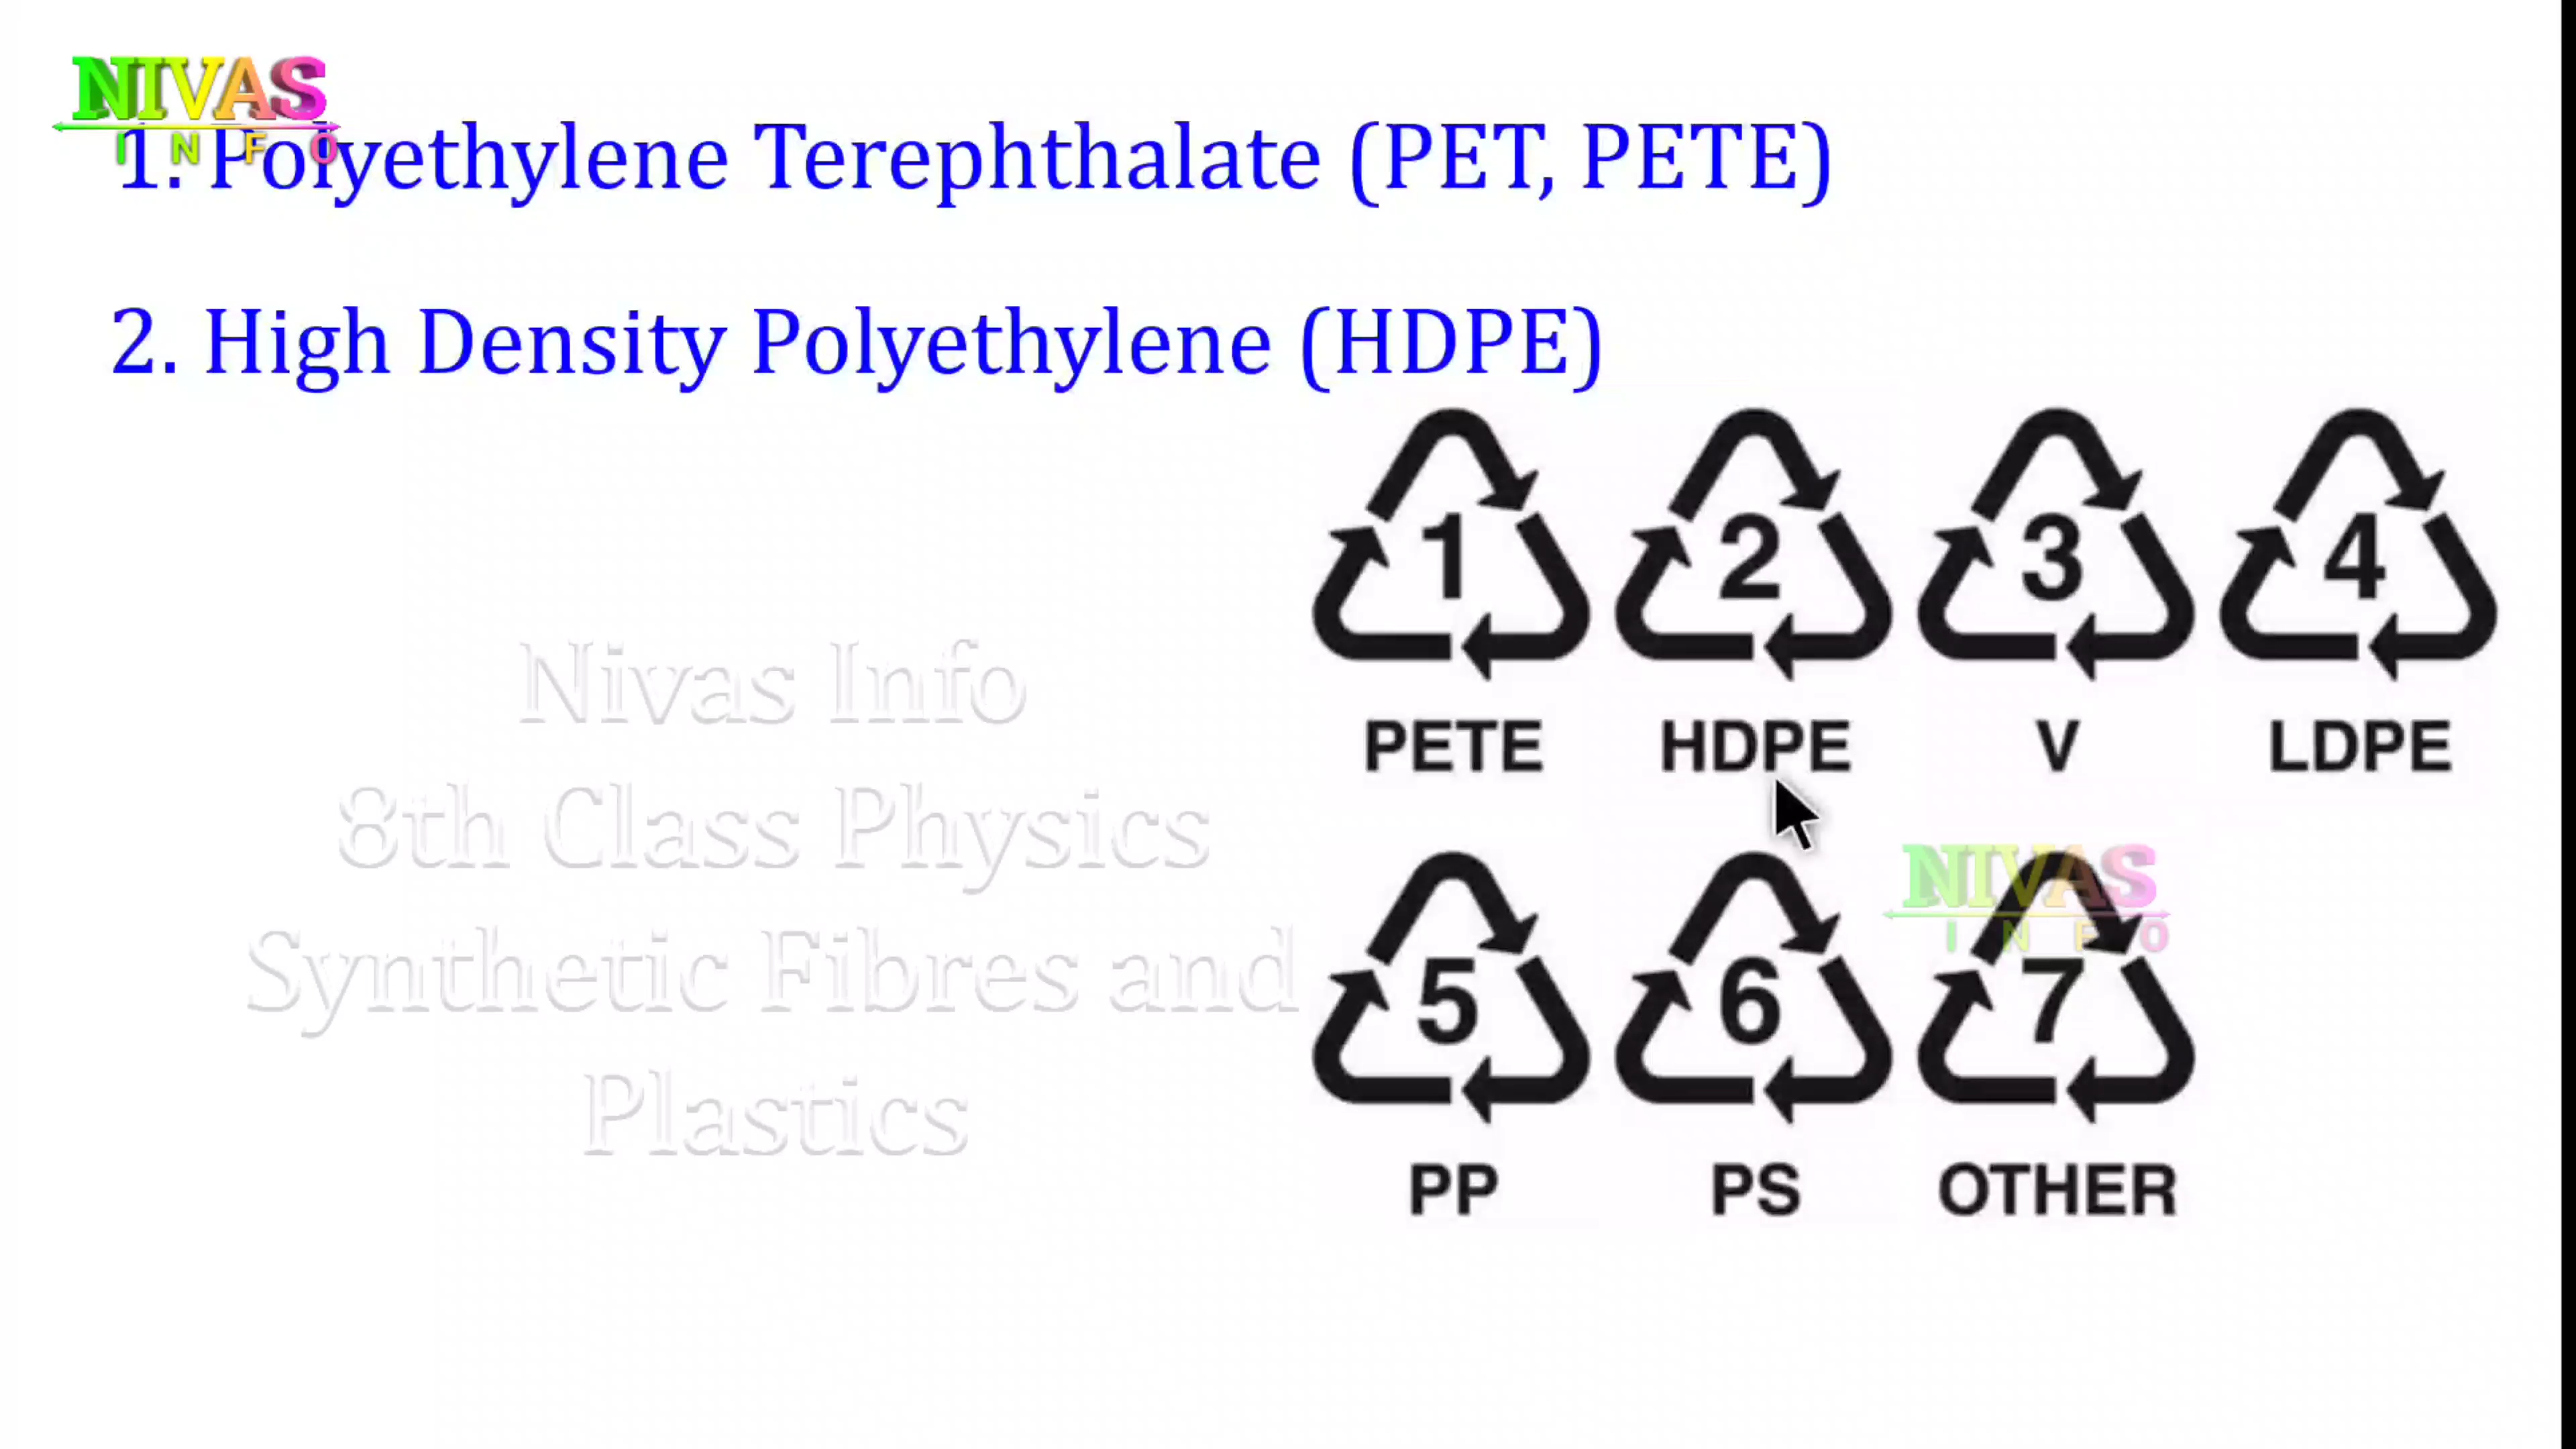 NIVAS
INFO
1. Polyethylene Terephthalate (PET, PETE)
2. High Density Polyethylene (HDPE)
1 2 3 4
PETE HDPE V LDPE
Nivas Info
8th Class Physics
Synthetic Fibres and
Plastics
NIVAS
INFO
5 6 7
PP PS OTHER